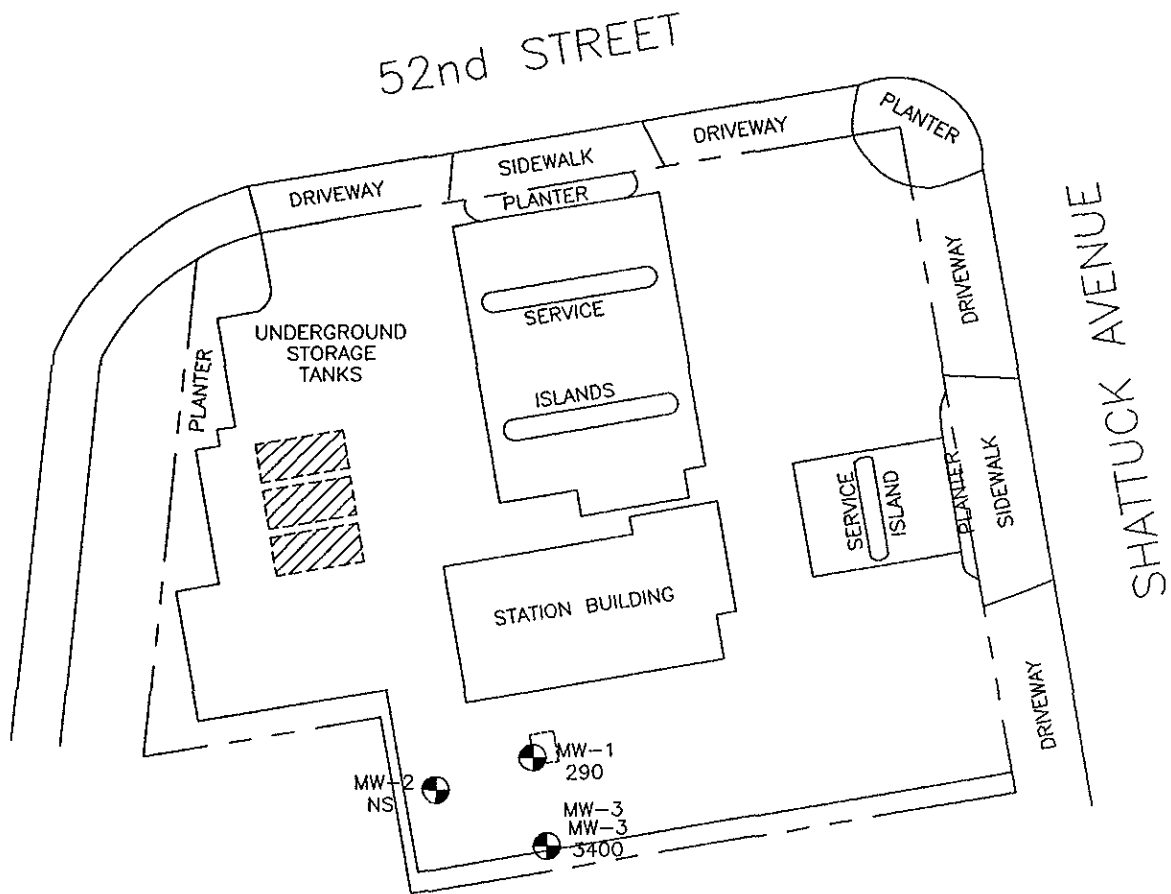 52nd STREET
PLANTER
DRIVEWAY
SIDEWALK
DRIVEWAY
PLANTER
SHATTUCK AVENUE
DRIVEWAY
SERVICE
UNDERGROUND
STORAGE
TANKS
PLANTER
ISLANDS
SERVICE
ISLAND
PLANTER
SIDEWALK
STATION BUILDING
DRIVEWAY
MW-1
290
MW-2
NS
MW-3
MW-3
3400